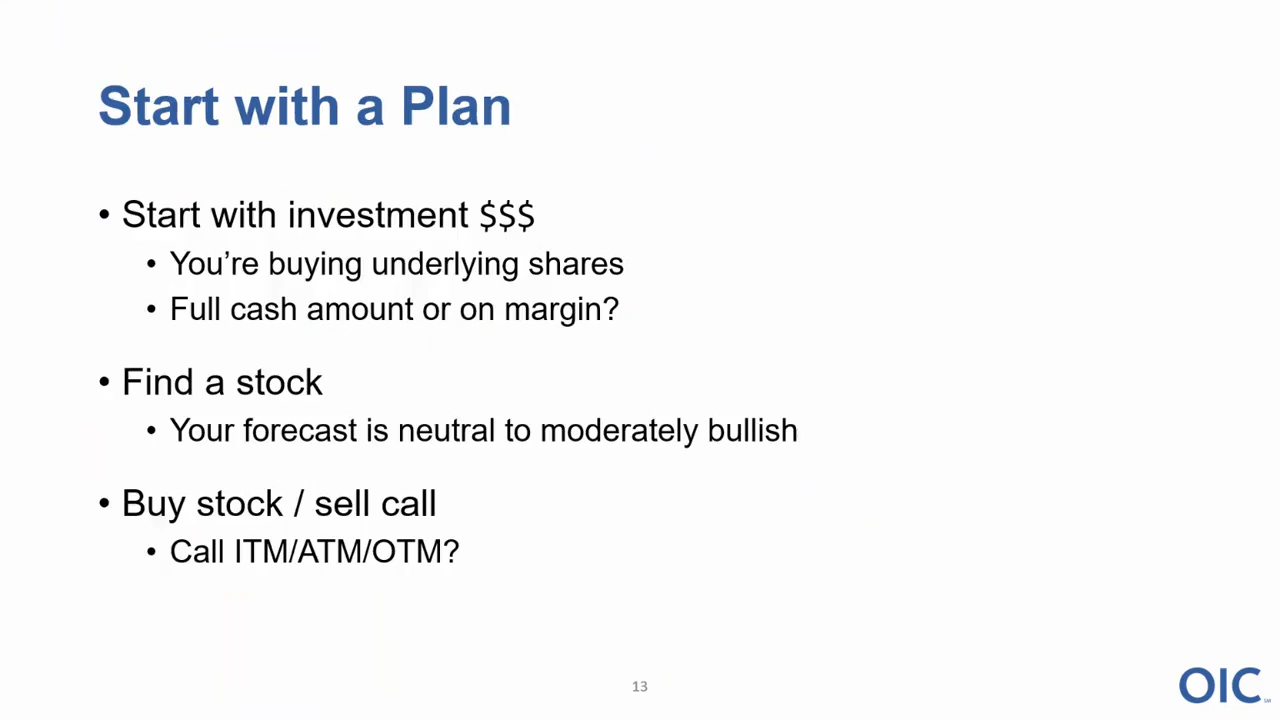 Start with a Plan
• Start with investment $$$
• You’re buying underlying shares
• Full cash amount or on margin?
• Find a stock
• Your forecast is neutral to moderately bullish
• Buy stock / sell call
• Call ITM/ATM/OTM?
13
OIC℠